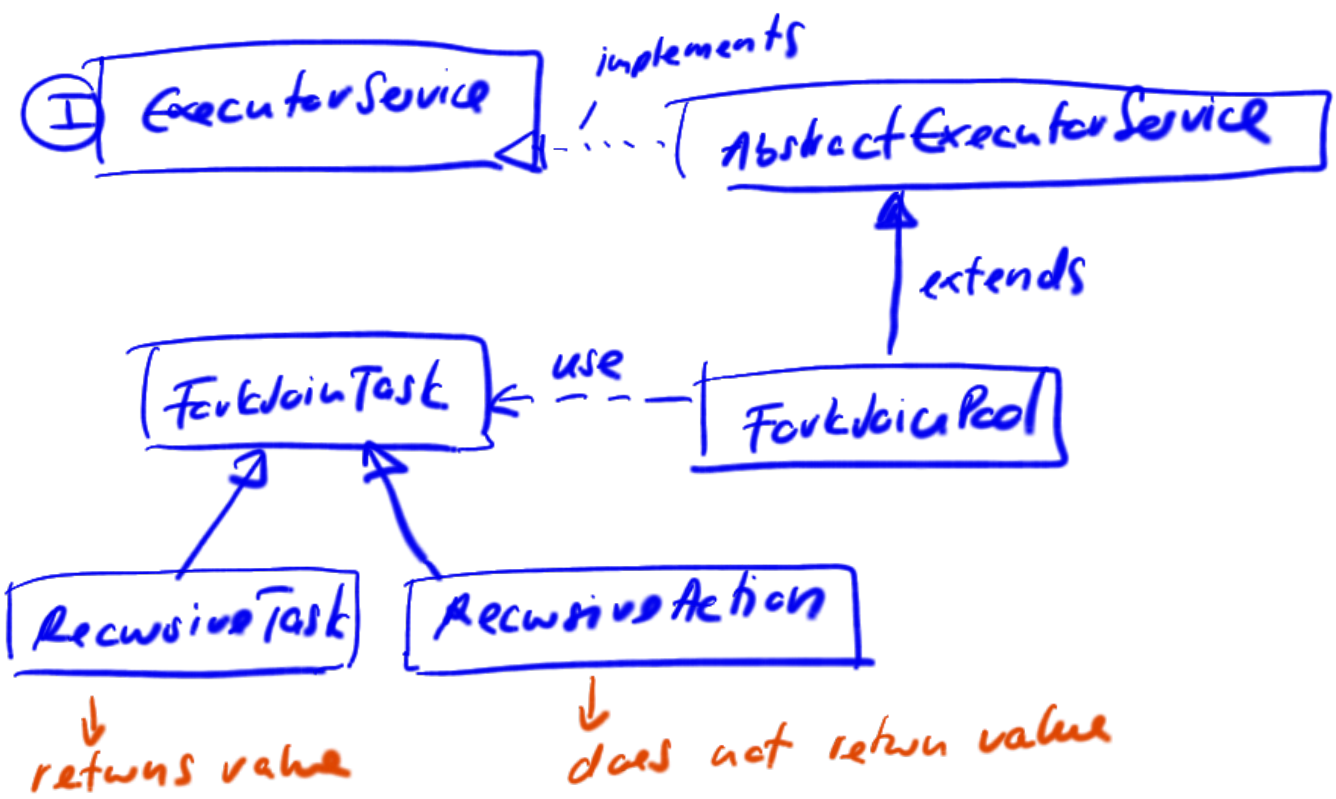 implements
I ExecutorService
AbstractExecutorService
extends
use
ForkJoinTask
ForkJoinPool
RecursiveTask
RecursiveAction
returns value
does not return value